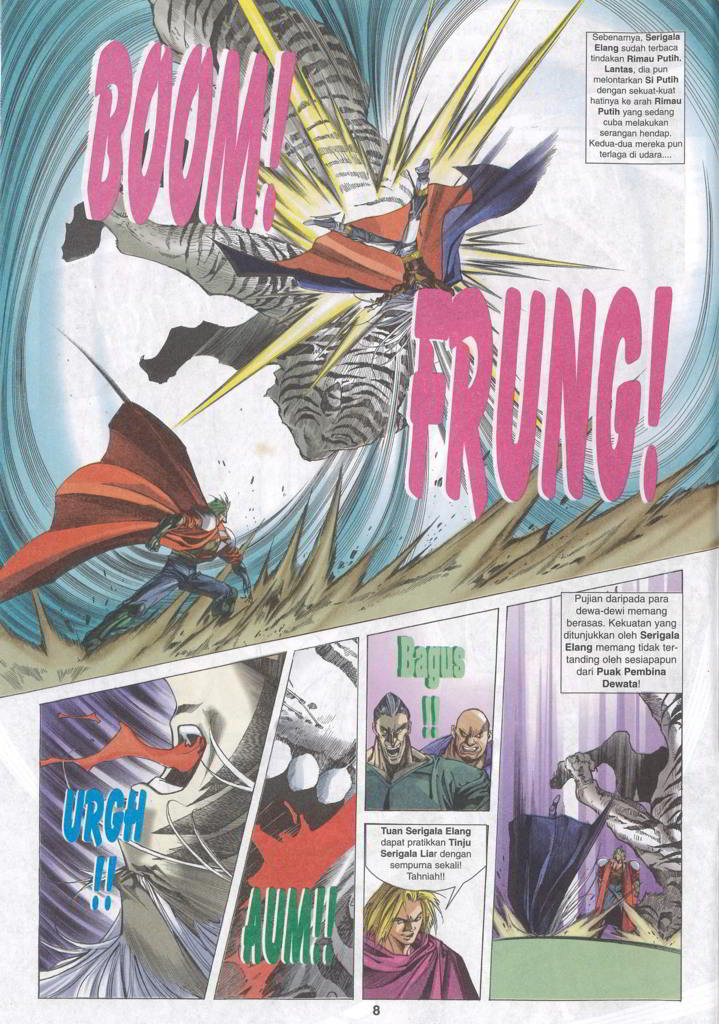 BOOM!
Sebenarnya, Serigala
Elang sudah terbaca
tindakan Rimau Putih.
Lantas, dia pun
melontarkan Si Putih
dengan sekuat-kuat
hatinya ke arah Rimau
Putih yang sedang
cuba melakukan
serangan hendap.
Kedua-dua mereka pun
terlaga di udara....
FRUNG!
URGH
!!
AUM!!
Bagus
!!
Tuan Serigala Elang
dapat pratikkan Tinju
Serigala Liar dengan
sempurna sekali!
Tahniah!!
Pujian daripada para
dewa-dewi memang
berasas. Kekuatan yang
ditunjukkan oleh Serigala
Elang memang tidak ter-
tanding oleh sesiapapun
dari Puak Pembina
Dewata!
8